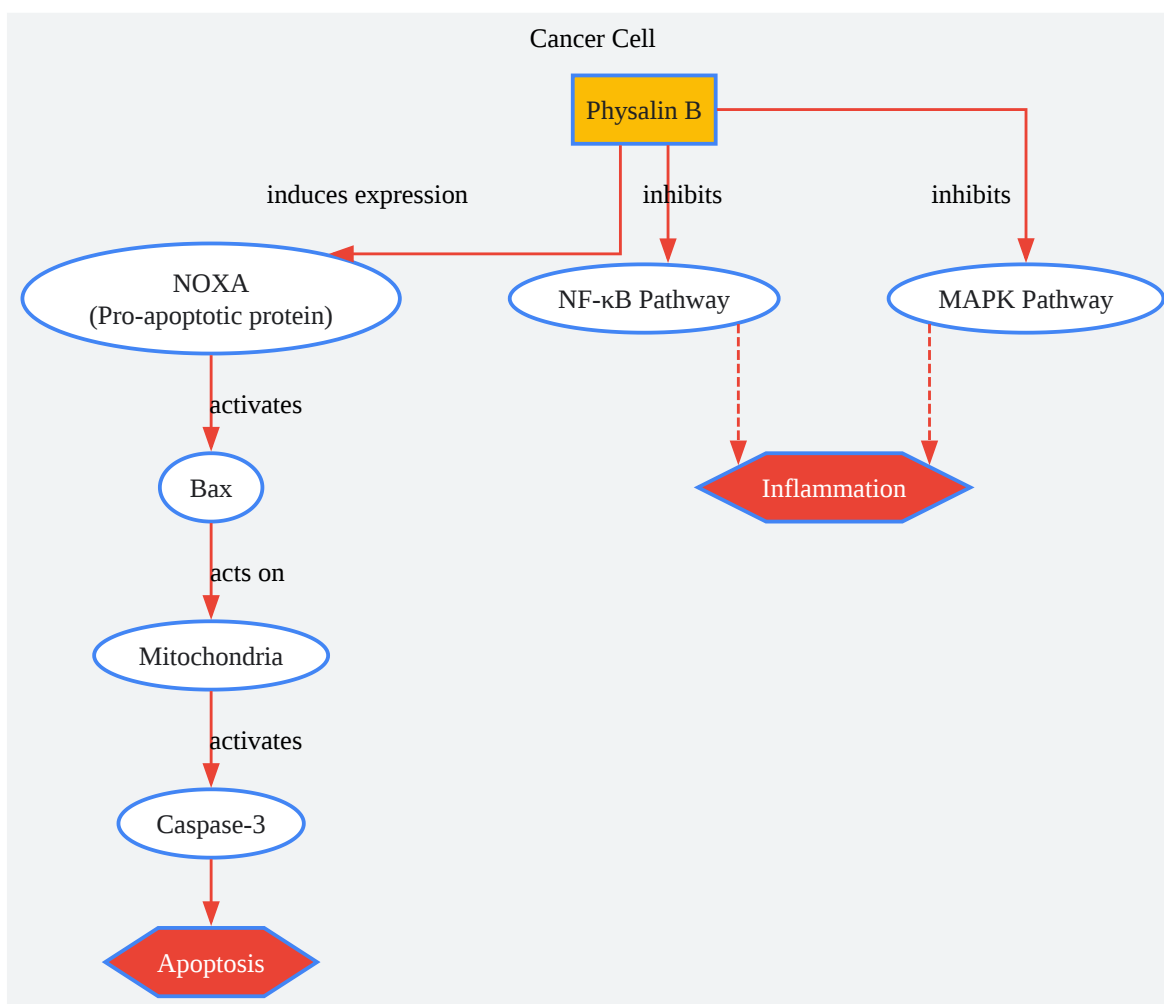 Cancer Cell
Physalin B
induces expression
inhibits
inhibits
NOXA
(Pro-apoptotic protein)
NF-κB Pathway
MAPK Pathway
activates
Bax
Inflammation
acts on
Mitochondria
activates
Caspase-3
Apoptosis